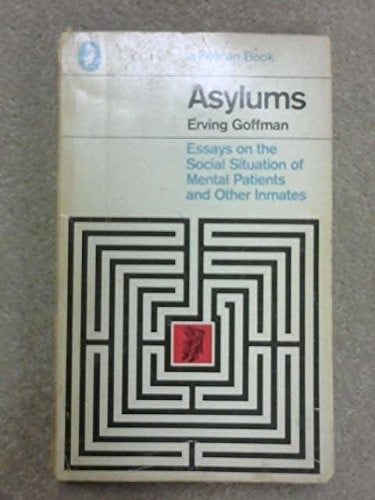 a Pelican Book
Asylums
Erving Goffman
Essays on the
Social Situation of
Mental Patients
and Other Inmates